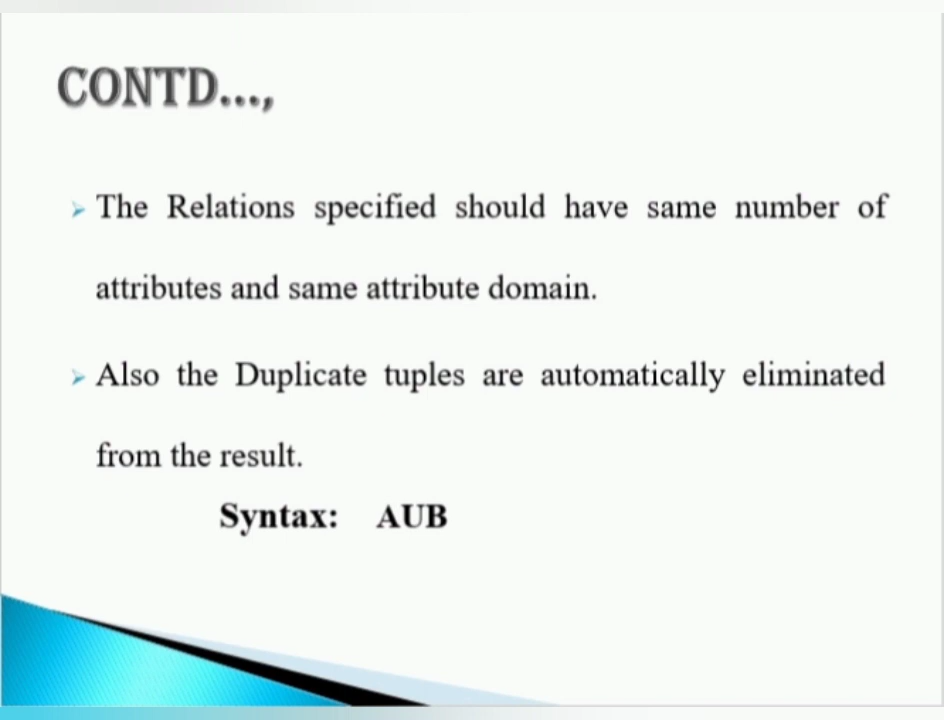 CONTD...,
The Relations specified should have same number of
attributes and same attribute domain.
Also the Duplicate tuples are automatically eliminated
from the result.
Syntax: AUB